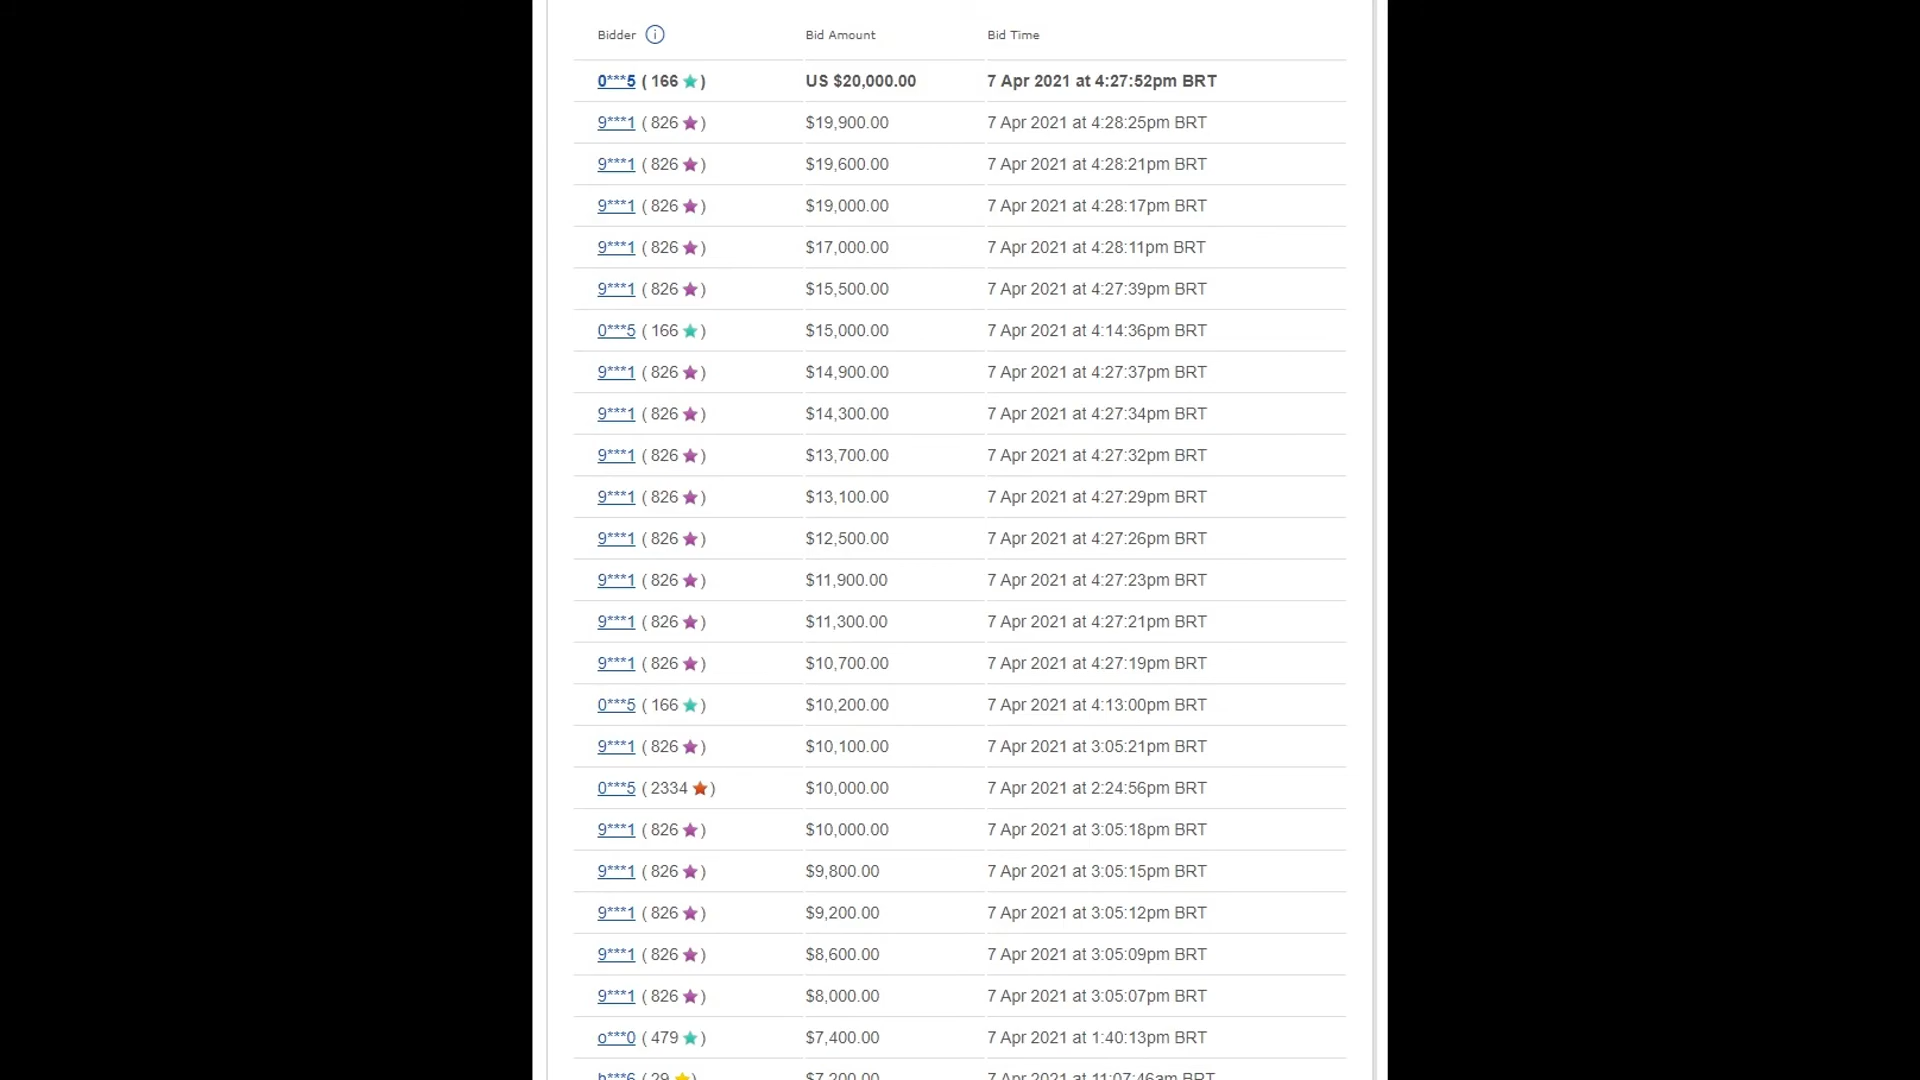 Bidder Bid Amount Bid Time
0***5 ( 166 ) US $20,000.00 7 Apr 2021 at 4:27:52pm BRT
9***1 ( 826 ) $19,900.00 7 Apr 2021 at 4:28:25pm BRT
9***1 ( 826 ) $19,600.00 7 Apr 2021 at 4:28:21pm BRT
9***1 ( 826 ) $19,000.00 7 Apr 2021 at 4:28:17pm BRT
9***1 ( 826 ) $17,000.00 7 Apr 2021 at 4:28:11pm BRT
9***1 ( 826 ) $15,500.00 7 Apr 2021 at 4:27:39pm BRT
0***5 ( 166 ) $15,000.00 7 Apr 2021 at 4:14:36pm BRT
9***1 ( 826 ) $14,900.00 7 Apr 2021 at 4:27:37pm BRT
9***1 ( 826 ) $14,300.00 7 Apr 2021 at 4:27:34pm BRT
9***1 ( 826 ) $13,700.00 7 Apr 2021 at 4:27:32pm BRT
9***1 ( 826 ) $13,100.00 7 Apr 2021 at 4:27:29pm BRT
9***1 ( 826 ) $12,500.00 7 Apr 2021 at 4:27:26pm BRT
9***1 ( 826 ) $11,900.00 7 Apr 2021 at 4:27:23pm BRT
9***1 ( 826 ) $11,300.00 7 Apr 2021 at 4:27:21pm BRT
9***1 ( 826 ) $10,700.00 7 Apr 2021 at 4:27:19pm BRT
0***5 ( 166 ) $10,200.00 7 Apr 2021 at 4:13:00pm BRT
9***1 ( 826 ) $10,100.00 7 Apr 2021 at 3:05:21pm BRT
0***5 ( 2334 ) $10,000.00 7 Apr 2021 at 2:24:56pm BRT
9***1 ( 826 ) $10,000.00 7 Apr 2021 at 3:05:18pm BRT
9***1 ( 826 ) $9,800.00 7 Apr 2021 at 3:05:15pm BRT
9***1 ( 826 ) $9,200.00 7 Apr 2021 at 3:05:12pm BRT
9***1 ( 826 ) $8,600.00 7 Apr 2021 at 3:05:09pm BRT
9***1 ( 826 ) $8,000.00 7 Apr 2021 at 3:05:07pm BRT
o***0 ( 479 ) $7,400.00 7 Apr 2021 at 1:40:13pm BRT
( 29 ) $7,200.00 7 Apr 2021 at 11:07:46am BRT